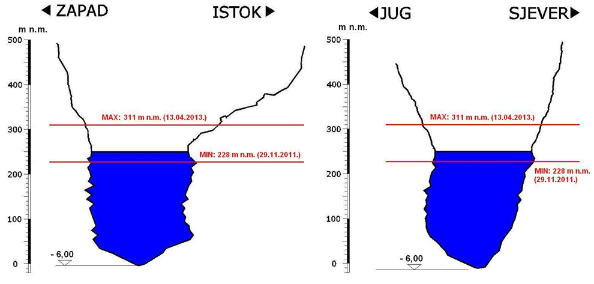 ◀ ZAPAD ISTOK ▶
m n.m.
500
400
300
200
100
0
MAX: 311 m n.m. (13.04.2013.)
MIN: 228 m n.m. (29.11.2011.)
- 6,00
◀JUG SJEVER▶
m n.m.
500
400
300
200
100
0
MAX: 311 m n.m. (13.04.2013.)
MIN: 228 m n.m.
(29.11.2011.)
- 6,00